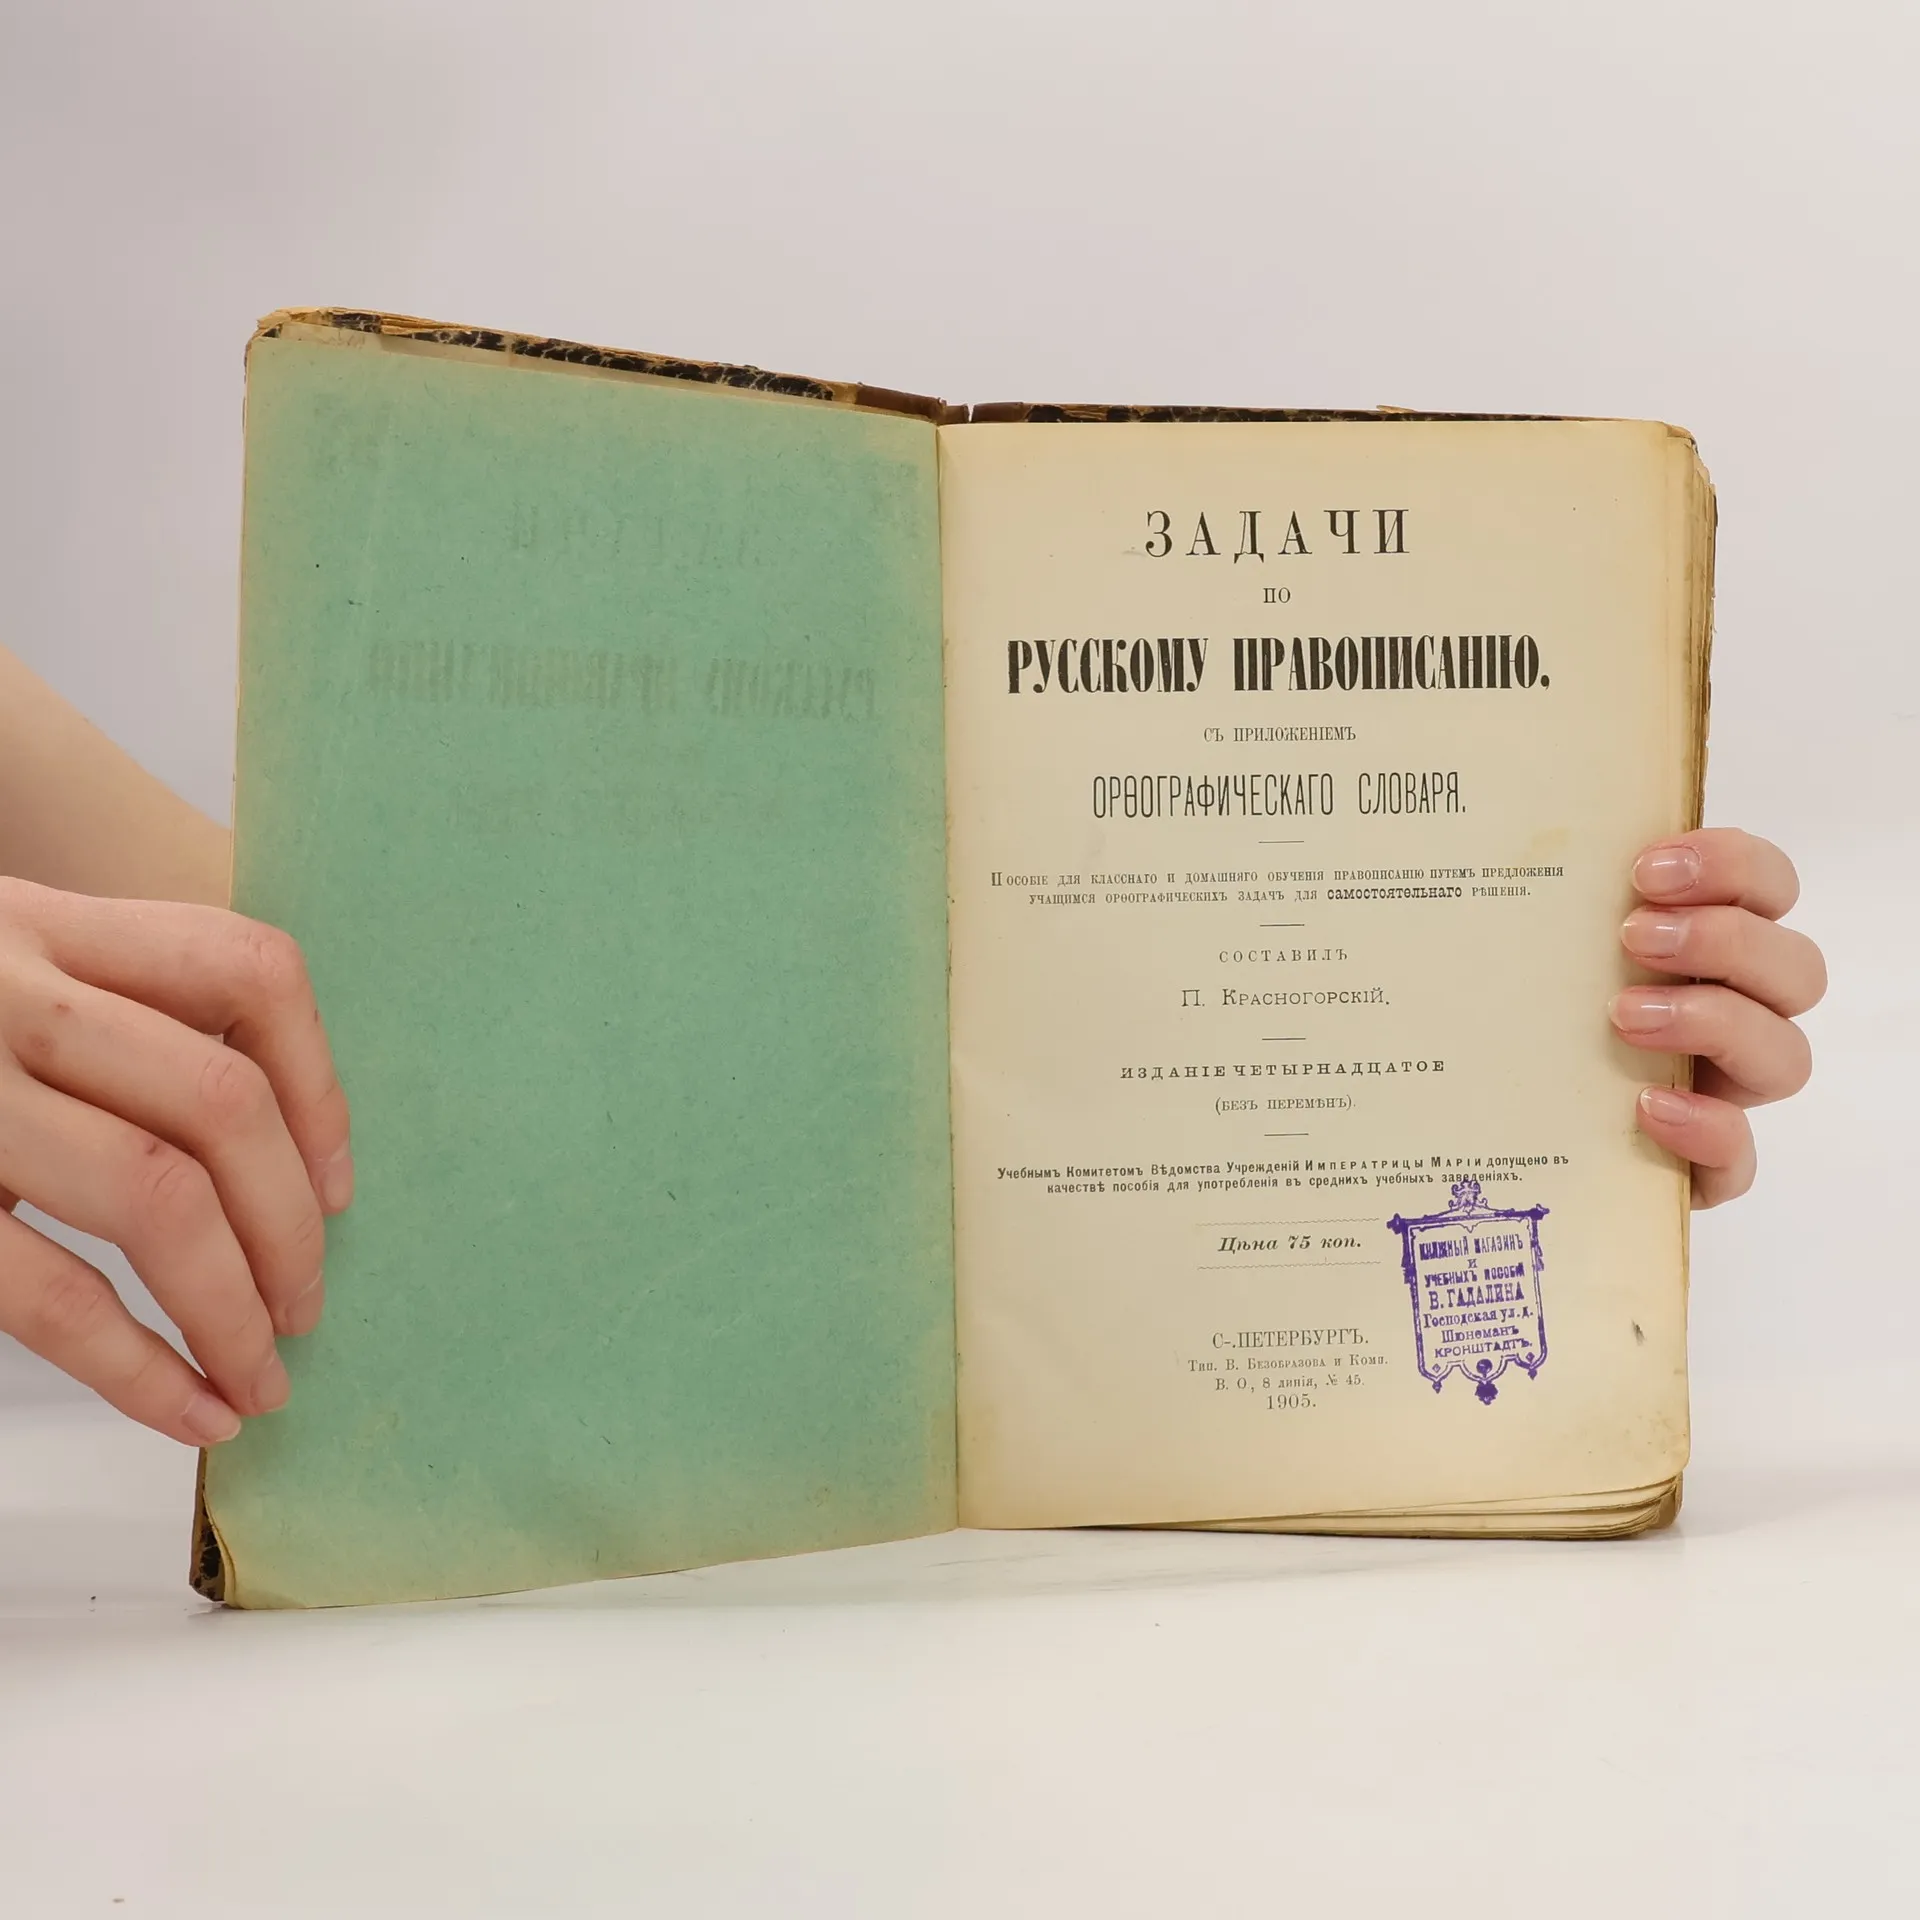 ЗАДАЧИ
ПО
РУССКОМУ ПРАВОПИСАНІЮ.
СЪ ПРИЛОЖЕНІЕМЪ
ОРѲОГРАФИЧЕСКАГО СЛОВАРЯ.
ПОСОБІЕ ДЛЯ КЛАССНАГО И ДОМАШНЯГО ОБУЧЕНІЯ ПРАВОПИСАНІЮ ПУТЕМЪ ПРЕДЛОЖЕНІЯ
УЧАЩИМСЯ ОРѲОГРАФИЧЕСКИХЪ ЗАДАЧЪ ДЛЯ самостоятельнаго РѢШЕНІЯ.
СОСТАВИЛЪ
П. КРАСНОГОРСКІЙ.
ИЗДАНІЕ ЧЕТЫРНАДЦАТОЕ
(БЕЗЪ ПЕРЕМѢНЪ).
Учебнымъ Комитетомъ Вѣдомства Учрежденій ИМПЕРАТРИЦЫ МАРІИ допущено въ
качествѣ пособія для употребленія въ среднихъ учебныхъ заведеніяхъ.
Цѣна 75 коп.
КНИЖНЫЙ МАГАЗИНЪ
И
УЧЕБНЫХЪ ПОСОБІЙ
В. ГАДАЛИНА
Господская ул. д.
Шюнеманъ
КРОНШТАДТЪ.
С-.ПЕТЕРБУРГЪ.
Тип. В. Безобразова и Комп.
В. О., 8 линія, № 45.
1905.